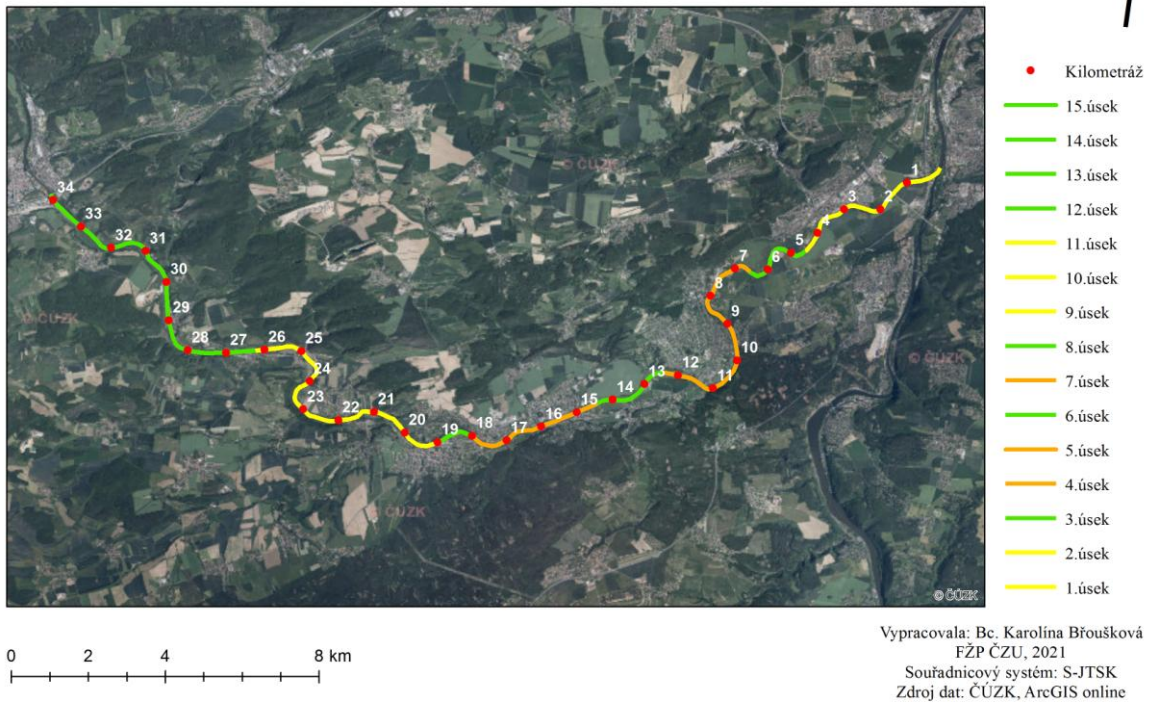 Kilometráž
15.úsek
14.úsek
13.úsek
12.úsek
11.úsek
10.úsek
9.úsek
8.úsek
7.úsek
6.úsek
5.úsek
4.úsek
3.úsek
2.úsek
1.úsek
© ČÚZK
1
2
3
4
5
6
7
8
9
10
11
12
13
14
15
16
17
18
19
20
21
22
23
24
25
26
27
28
29
30
31
32
33
34
© ČÚZK
© ČÚZK
© ČÚZK
© ČÚZK
0 2 4 8 km
Vypracovala: Bc. Karolína Břoušková
FŽP ČZU, 2021
Souřadnicový systém: S-JTSK
Zdroj dat: ČÚZK, ArcGIS online